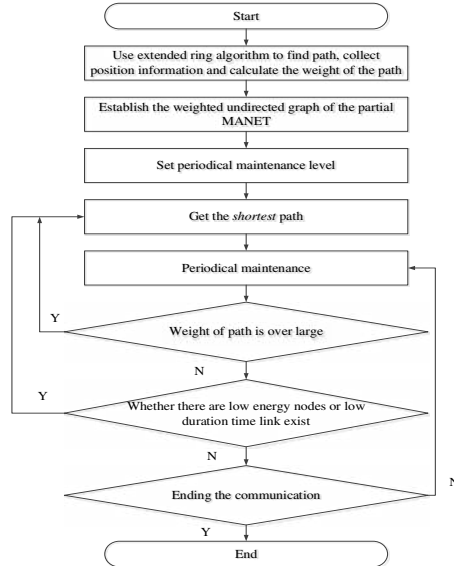 Start
Use extended ring algorithm to find path, collect
position information and calculate the weight of the path
Establish the weighted undirected graph of the partial
MANET
Set periodical maintenance level
Get the shortest path
Periodical maintenance
Y
Weight of path is over large
N
Y
Whether there are low energy nodes or low
duration time link exist
N
N
Ending the communication
Y
End